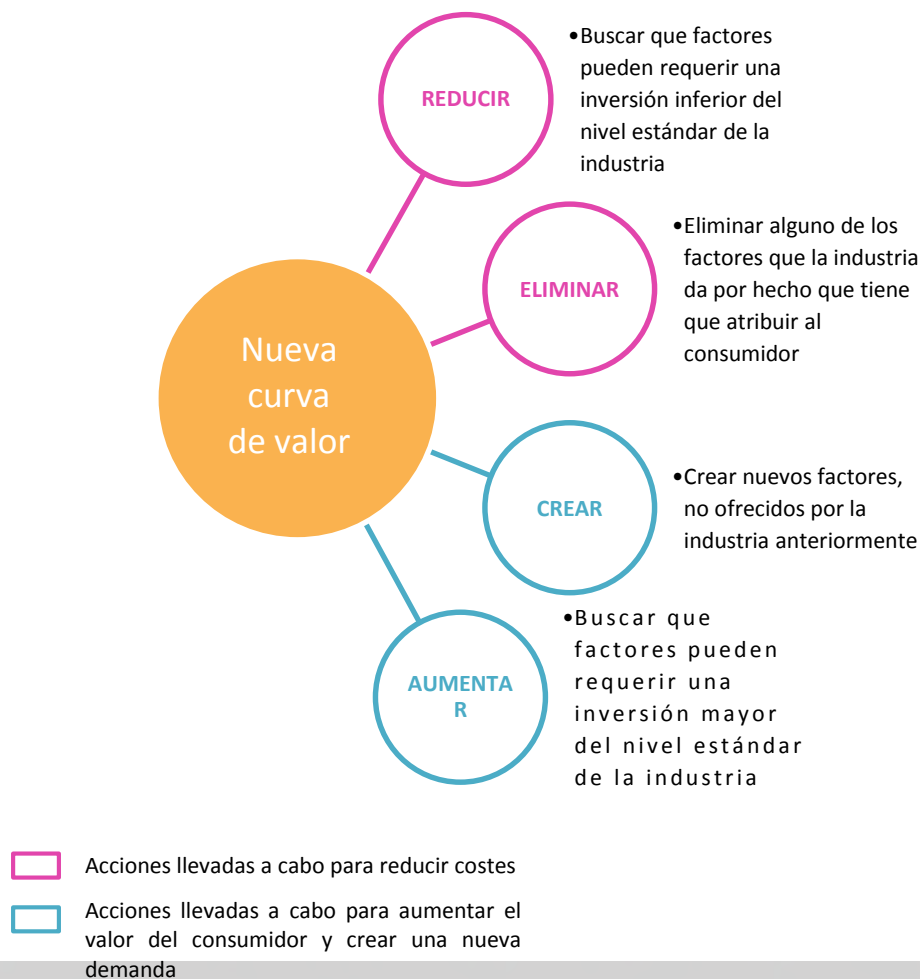 REDUCIR
•Buscar que factores
pueden requerir una
inversión inferior del
nivel estándar de la
industria
ELIMINAR
•Eliminar alguno de los
factores que la industria
da por hecho que tiene
que atribuir al
consumidor
Nueva
curva
de valor
CREAR
•Crear nuevos factores,
no ofrecidos por la
industria anteriormente
AUMENTA
R
•Buscar que
factores pueden
requerir una
inversión mayor
del nivel estándar
de la industria
Acciones llevadas a cabo para reducir costes
Acciones llevadas a cabo para aumentar el
valor del consumidor y crear una nueva
demanda